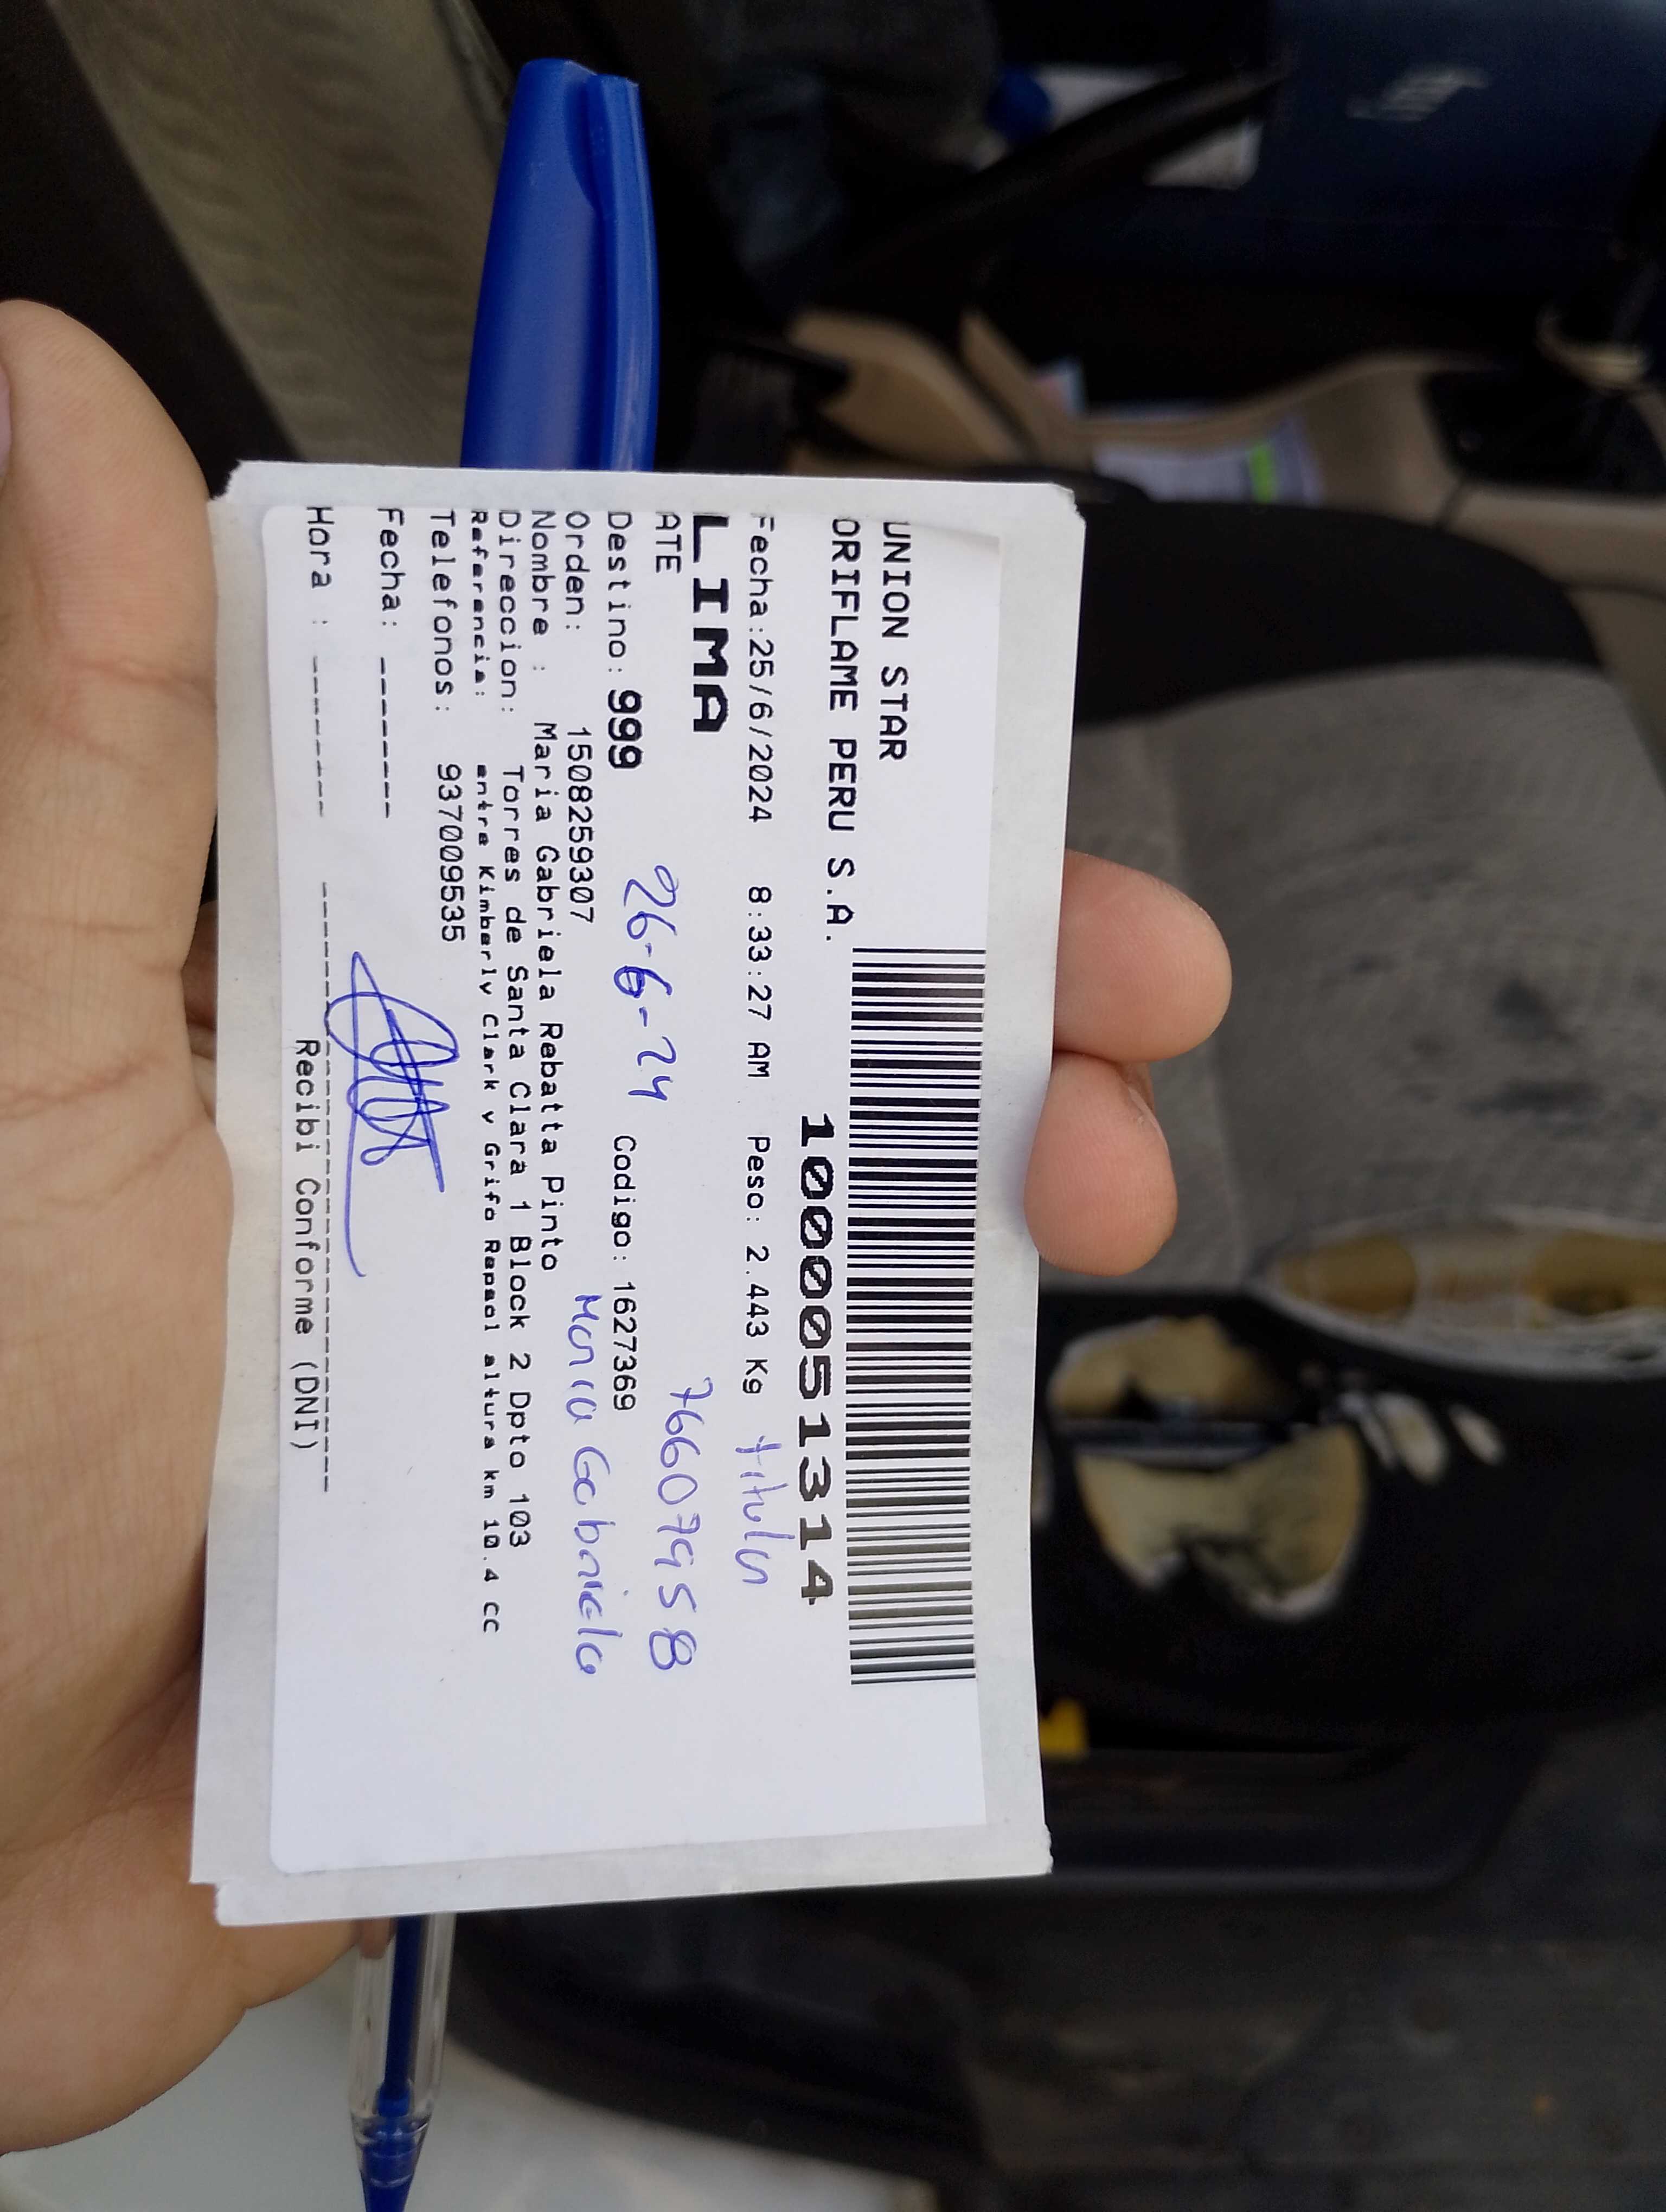 UNION STAR
ORIFLAME PERU S.A.
1000051314
Fecha:25/6/2024 8:33:27 AM Peso: 2.443 Kg titular
LIMA
ATE
76607958
Destino: 999 26-6-24 Codigo: 1627369
Orden: 1508259307
Maria Gabriela
Nombre : Maria Gabriela Rebatta Pinto
Direccion: Torres de Santa Clara 1 Block 2 Dpto 103
Referencia: entre Kimberly Clark y Grifo Repsol altura km 10.4 CC
Telefonos: 937009535
Fecha: -------
Hora : -------
Recibi Conforme (DNI)